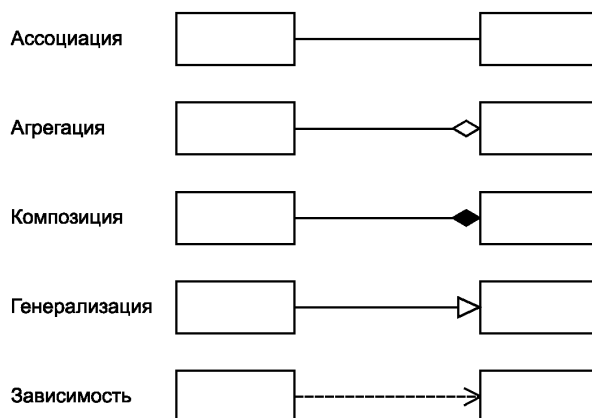 Ассоциация
Агрегация
Композиция
Генерализация
Зависимость